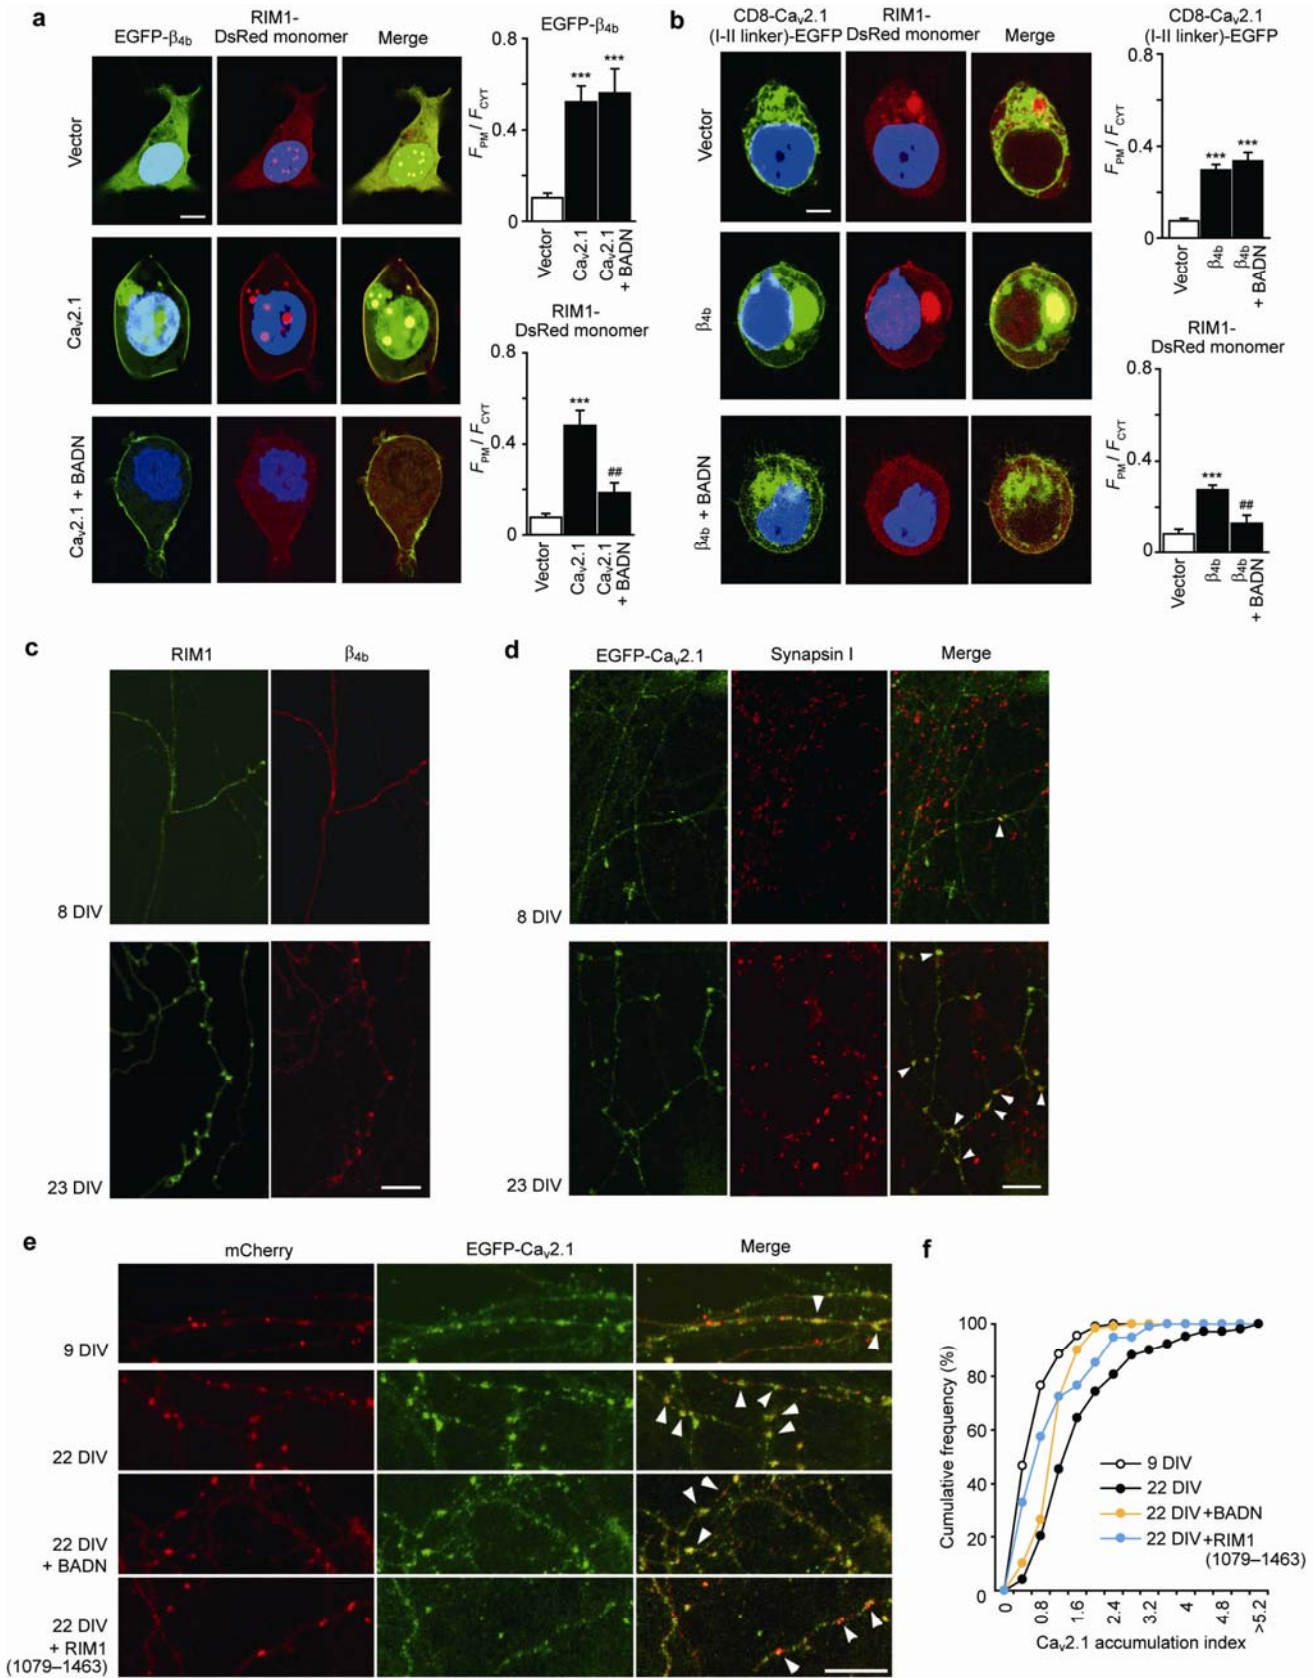 a
EGFP-β4b
RIM1-
DsRed monomer
Merge
Vector
Cav2.1
Cav2.1 + BADN
EGFP-β4b
0.8
0.4
0
FPM / FCYT
***
***
Vector
Cav2.1
Cav2.1
+ BADN
RIM1-
DsRed monomer
0.8
0.4
0
FPM / FCYT
***
##
Vector
Cav2.1
Cav2.1
+ BADN
b
CD8-Cav2.1
(I-II linker)-EGFP
RIM1-
DsRed monomer
Merge
Vector
β4b
β4b + BADN
CD8-Cav2.1
(I-II linker)-EGFP
0.8
0.4
0
FPM / FCYT
***
***
Vector
β4b
β4b
+ BADN
RIM1-
DsRed monomer
0.8
0.4
0
FPM / FCYT
***
##
Vector
β4b
β4b
+ BADN
c
RIM1
β4b
8 DIV
23 DIV
d
EGFP-Cav2.1
Synapsin I
Merge
8 DIV
23 DIV
e
mCherry
EGFP-Cav2.1
Merge
9 DIV
22 DIV
22 DIV
+ BADN
22 DIV
+ RIM1
(1079–1463)
f
100
80
60
40
20
0
Cumulative frequency (%)
9 DIV
22 DIV
22 DIV +BADN
22 DIV +RIM1
(1079–1463)
0
0.8
1.6
2.4
3.2
4
4.8
>5.2
Cav2.1 accumulation index